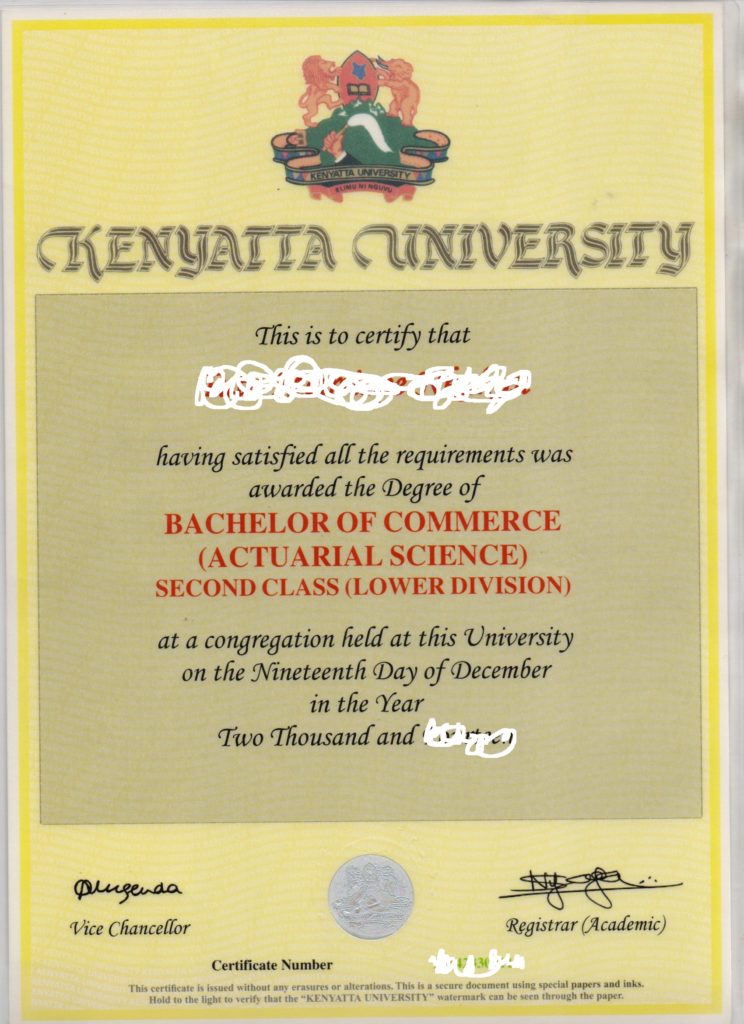 KENYATTA UNIVERSITY
ELIMU NI NGUVU
KENYATTA UNIVERSITY
This is to certify that
having satisfied all the requirements was
awarded the Degree of
BACHELOR OF COMMERCE
(ACTUARIAL SCIENCE)
SECOND CLASS (LOWER DIVISION)
at a congregation held at this University
on the Nineteenth Day of December
in the Year
Two Thousand and
Vice Chancellor
Registrar (Academic)
Certificate Number
This certificate is issued without any erasures or alterations. This is a secure document using special papers and inks.
Hold to the light to verify that the “KENYATTA UNIVERSITY” watermark can be seen through the paper.